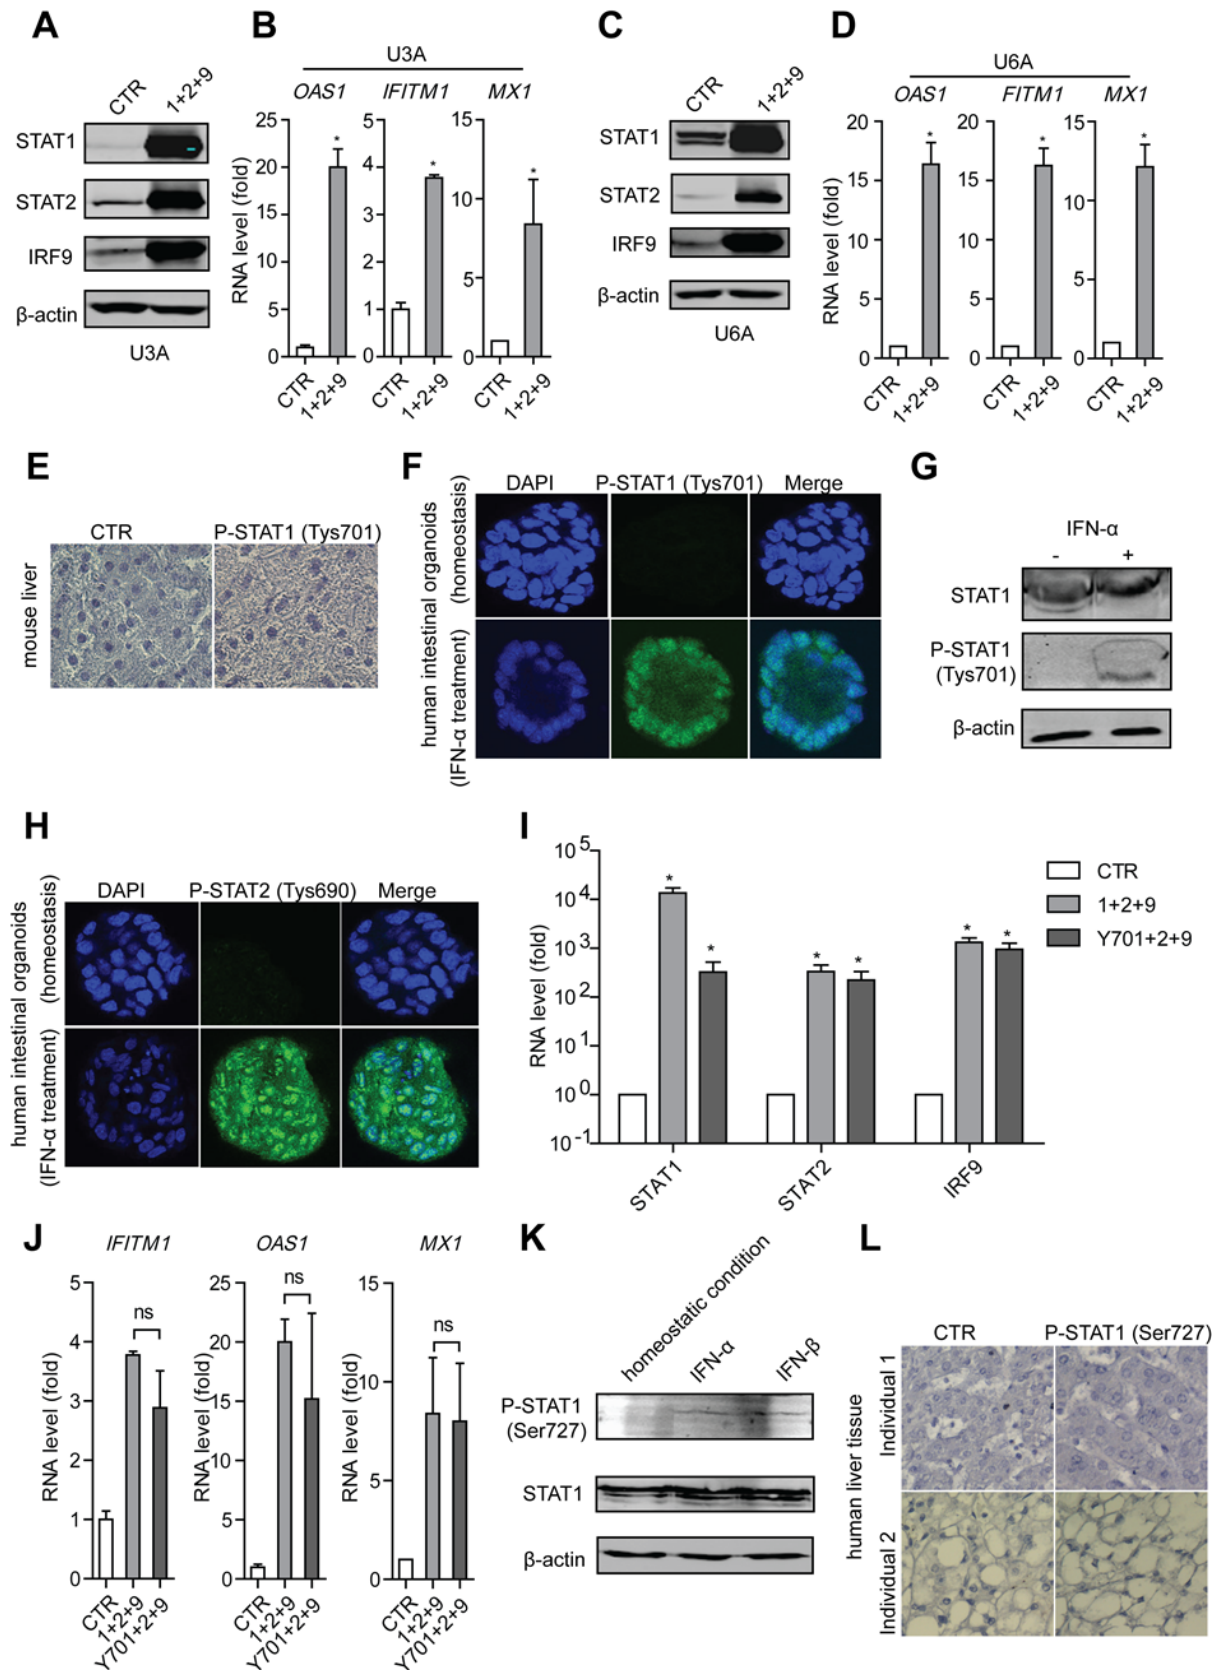 A
CTR
1+2+9
STAT1
STAT2
IRF9
β-actin
U3A
B
U3A
OAS1
IFITM1
MX1
RNA level (fold)
25
20
15
10
5
0
*
5
4
3
2
1
0
*
15
10
5
0
*
CTR
1+2+9
CTR
1+2+9
CTR
1+2+9
C
CTR
1+2+9
STAT1
STAT2
IRF9
β-actin
U6A
D
U6A
OAS1
FITM1
MX1
RNA level (fold)
20
15
10
5
0
*
20
15
10
5
0
*
15
10
5
0
*
CTR
1+2+9
CTR
1+2+9
CTR
1+2+9
E
CTR
P-STAT1 (Tys701)
mouse liver
F
DAPI
P-STAT1 (Tys701)
Merge
human intestinal organoids
(homeostasis)
(IFN-α treatment)
G
IFN-α
-
+
STAT1
P-STAT1
(Tys701)
β-actin
H
DAPI
P-STAT2 (Tys690)
Merge
human intestinal organoids
(homeostasis)
(IFN-α treatment)
I
RNA level (fold)
10^5
10^4
10^3
10^2
10^1
10^0
10^-1
*
*
*
*
*
*
STAT1
STAT2
IRF9
CTR
1+2+9
Y701+2+9
J
IFITM1
OAS1
MX1
RNA level (fold)
5
4
3
2
1
0
ns
CTR
1+2+9
Y701+2+9
RNA level (fold)
25
20
15
10
5
0
ns
CTR
1+2+9
Y701+2+9
RNA level (fold)
15
10
5
0
ns
CTR
1+2+9
Y701+2+9
K
homeostatic condition
IFN-α
IFN-β
P-STAT1
(Ser727)
STAT1
β-actin
L
CTR
P-STAT1 (Ser727)
human liver tissue
Individual 1
Individual 2